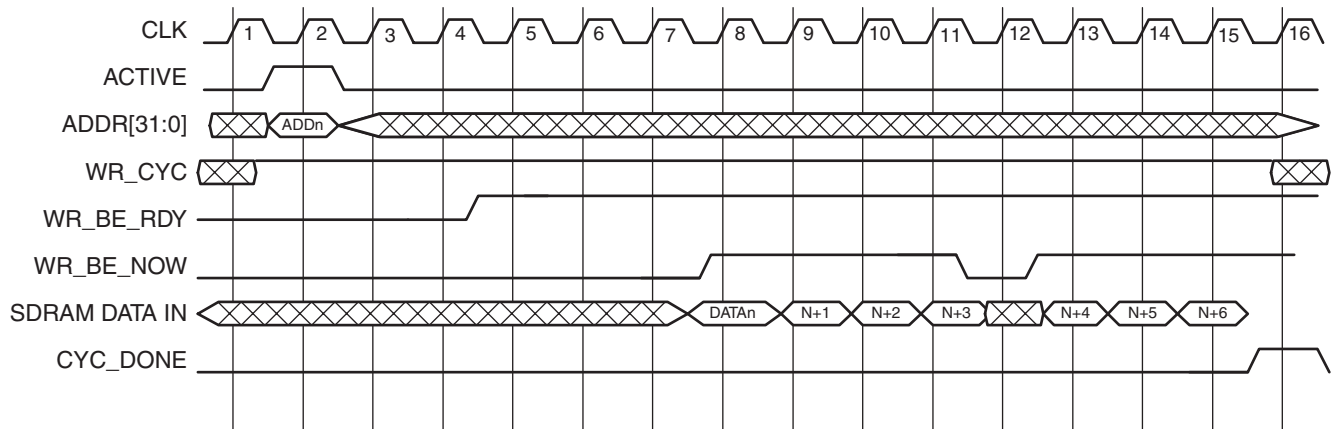 CLK 1 2 3 4 5 6 7 8 9 10 11 12 13 14 15 16
ACTIVE
ADDR[31:0] ADDn
WR_CYC
WR_BE_RDY
WR_BE_NOW
SDRAM DATA IN DATAn N+1 N+2 N+3 N+4 N+5 N+6
CYC_DONE